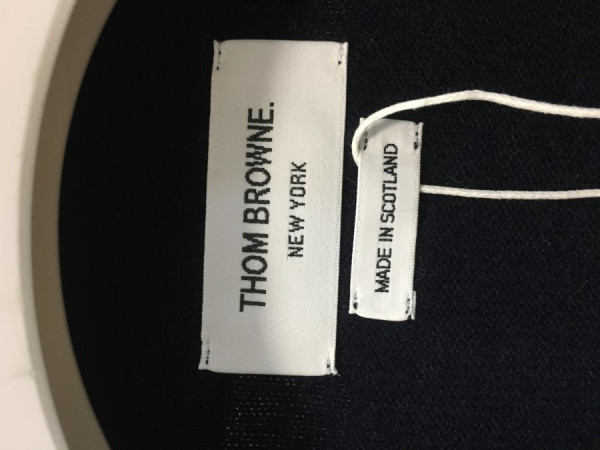 THOM BROWNE.
NEW YORK
MADE IN SCOTLAND